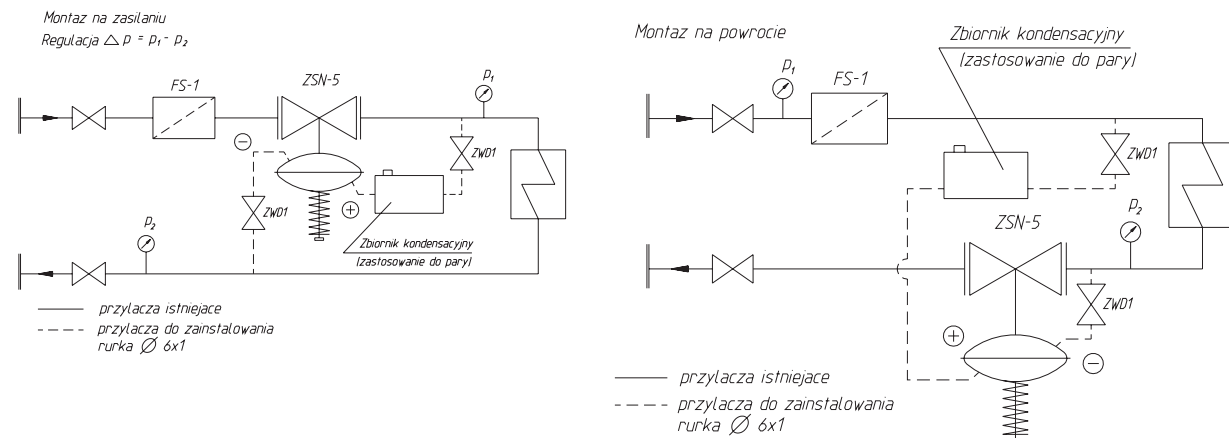 Montaz na zasilaniu
Regulacja △ p = p₁ - p₂
FS-1
ZSN-5
p₁
ZWD1
ZWD1
p₂
Zbiornik kondensacyjny
(zastosowanie do pary)
przylacza istniejace
przylacza do zainstalowania
rurka Ø 6x1
Montaz na powrocie
Zbiornik kondensacyjny
(zastosowanie do pary)
p₁
FS-1
ZWD1
ZSN-5
p₂
ZWD1
przylacza istniejace
przylacza do zainstalowania
rurka Ø 6x1